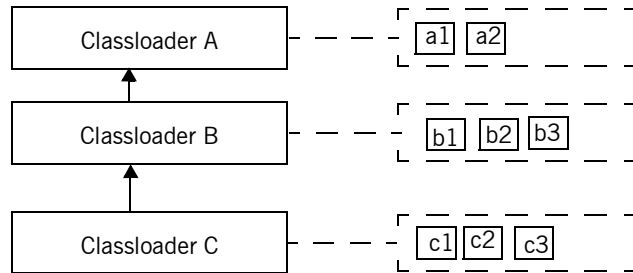 Classloader A a1 a2
Classloader B b1 b2 b3
Classloader C c1 c2 c3